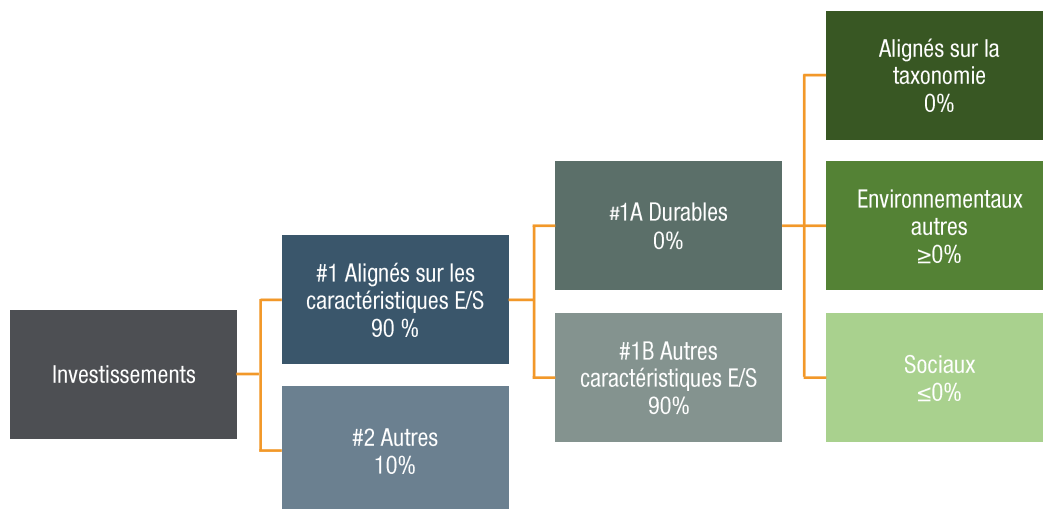 Investissements
#1 Alignés sur les
caractéristiques E/S
90 %
#2 Autres
10%
#1A Durables
0%
#1B Autres
caractéristiques E/S
90%
Alignés sur la
taxonomie
0%
Environnementaux
autres
≥0%
Sociaux
≤0%